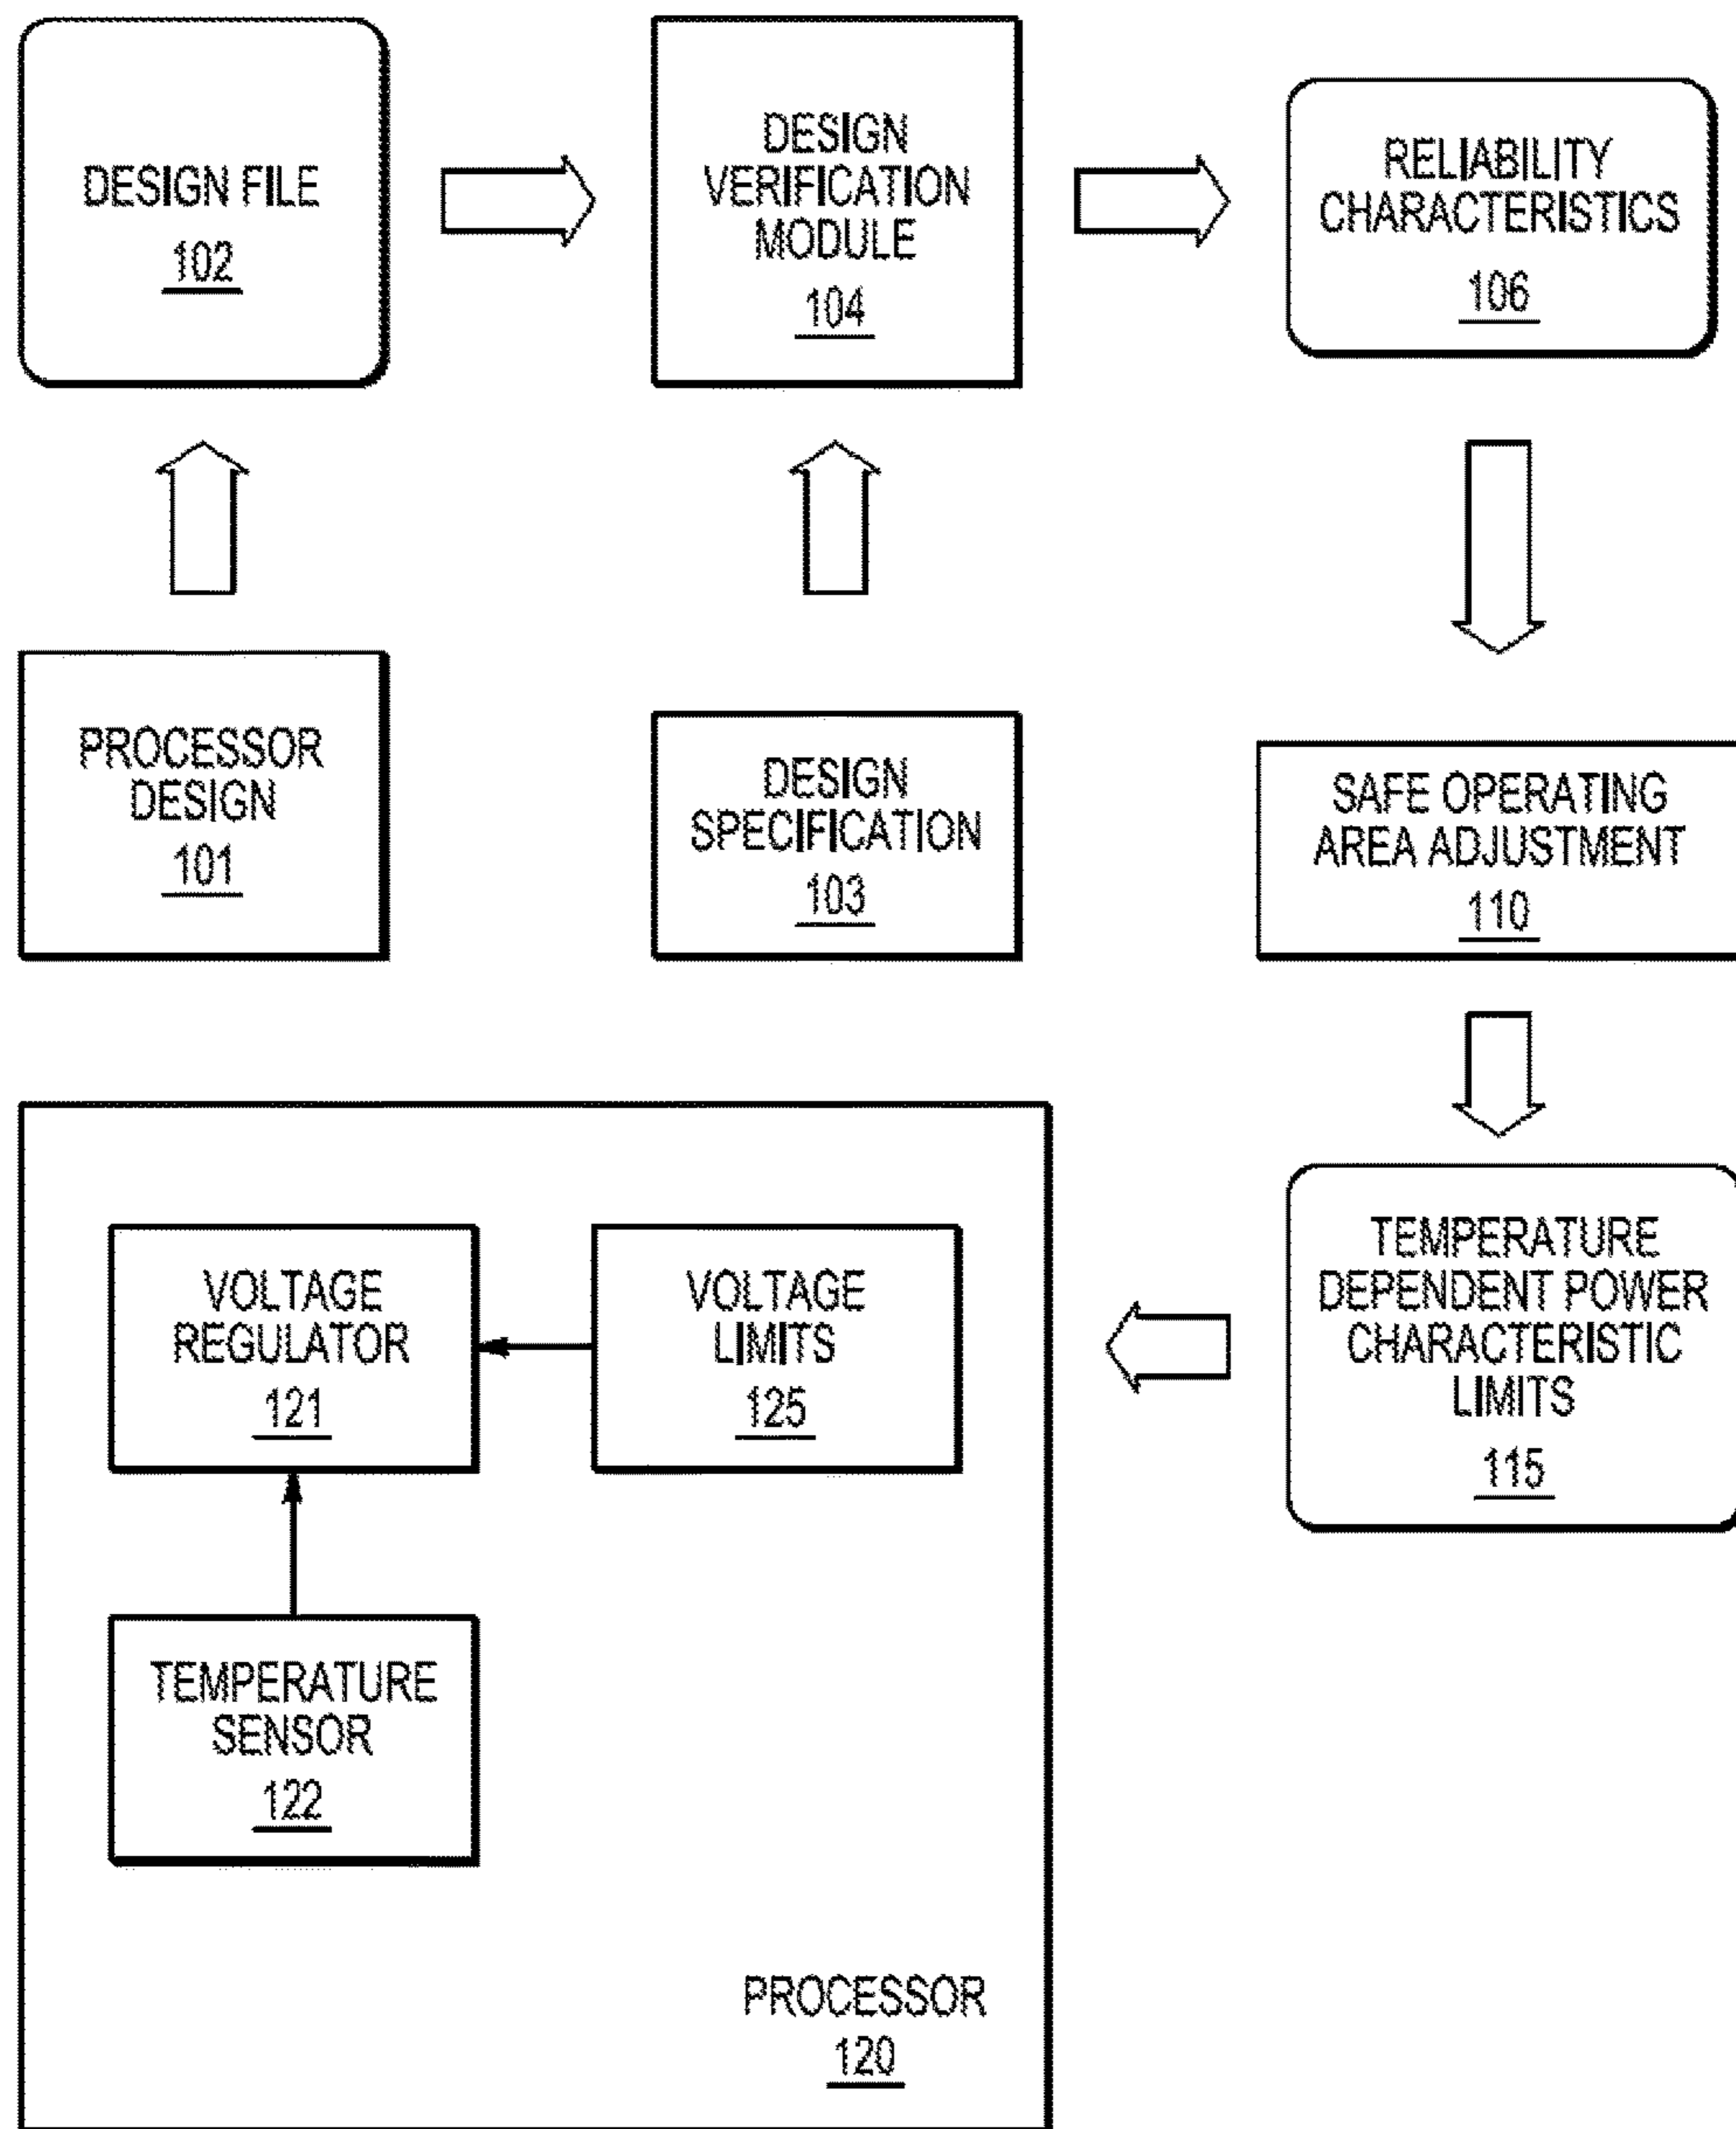 DESIGN FILE
102
DESIGN
VERIFICATION
MODULE
104
RELIABILITY
CHARACTERISTICS
106
PROCESSOR
DESIGN
101
DESIGN
SPECIFICATION
103
SAFE OPERATING
AREA ADJUSTMENT
110
VOLTAGE
REGULATOR
121
VOLTAGE
LIMITS
125
TEMPERATURE
DEPENDENT POWER
CHARACTERISTIC
LIMITS
115
TEMPERATURE
SENSOR
122
PROCESSOR
120